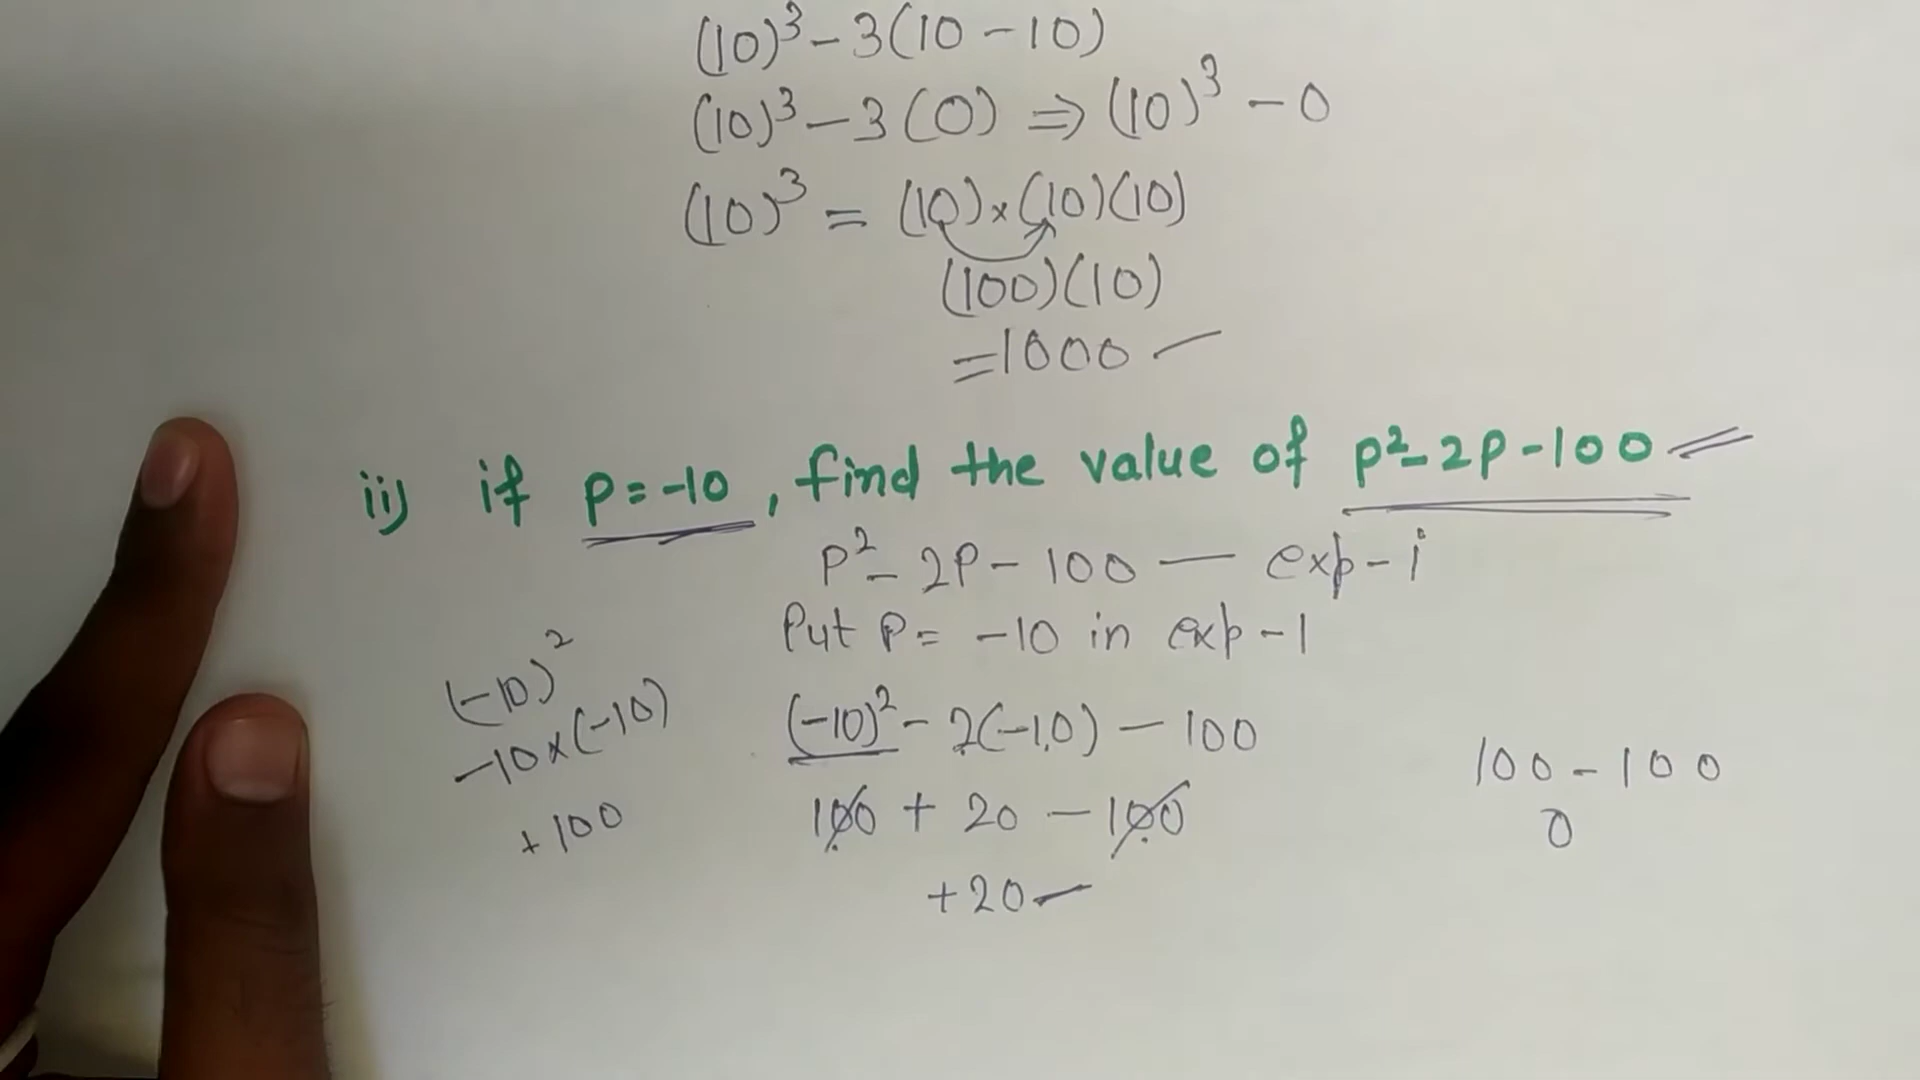 (10)³ - 3(10 - 10)
(10)³ - 3(0) ⇒ (10)³ - 0
(10)³ = (10)×(10)(10)
(100)(10)
=1000
ii) if p=-10, find the value of p²-2p-100
p² - 2p - 100 — exp - i
Put P = -10 in exp - 1
(-10)² - 2(-10) - 100
100 + 20 - 100
+20
(-10)²
-10×(-10)
+100
100 - 100
0